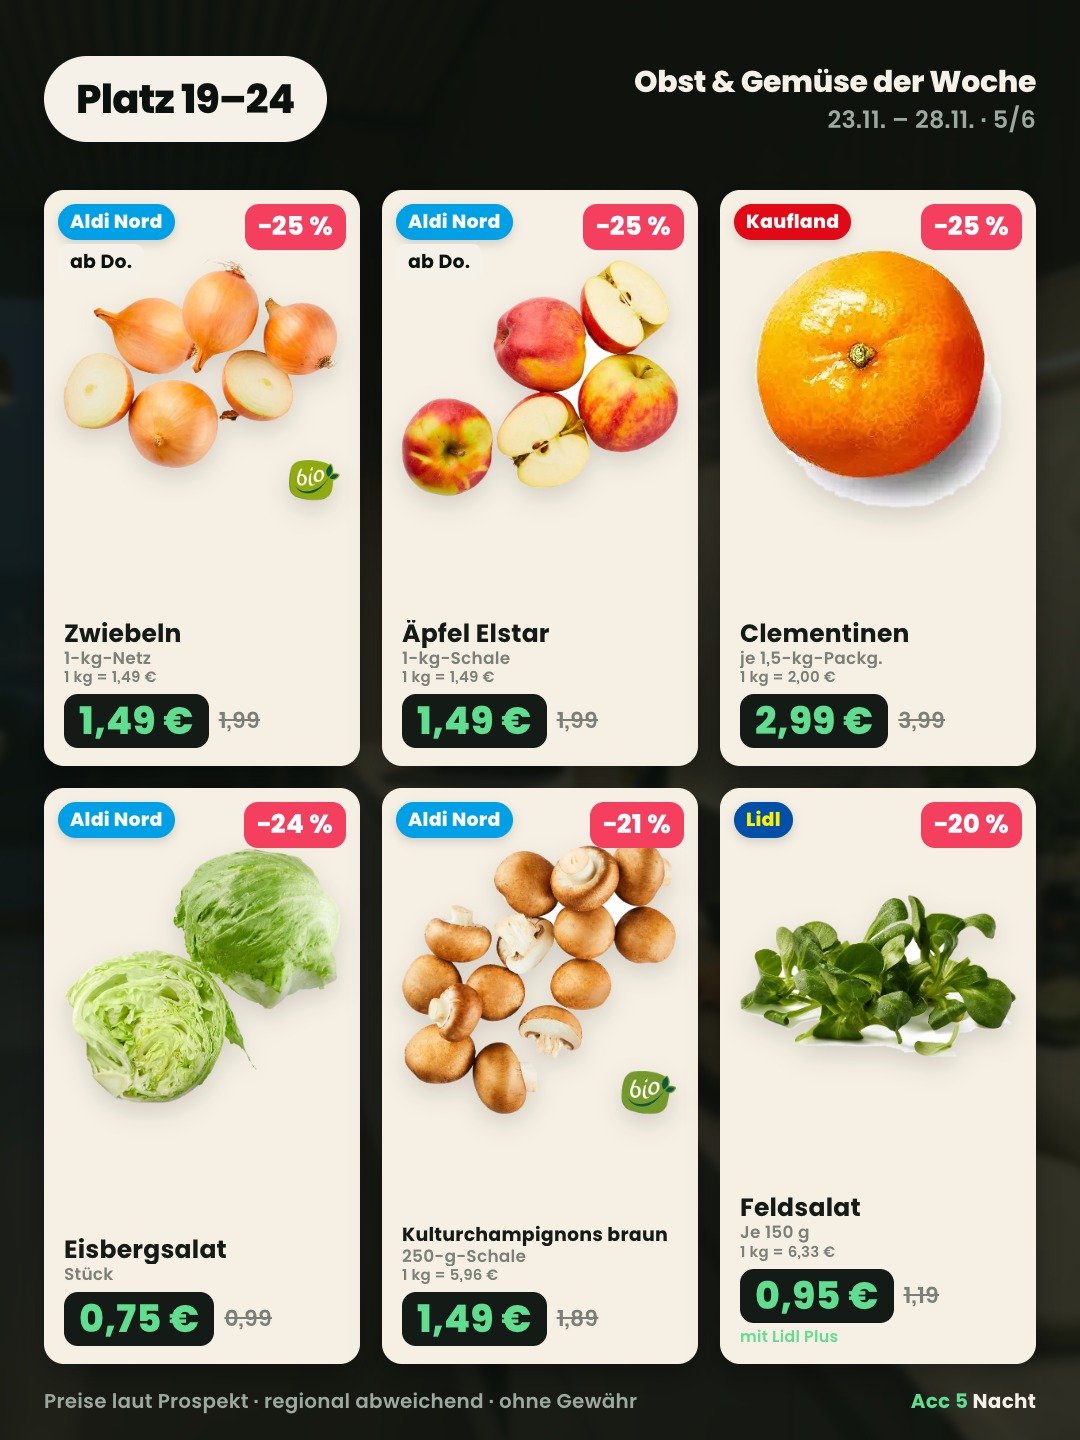 Platz 19–24
Obst & Gemüse der Woche
23.11. – 28.11. · 5/6
Aldi Nord
-25 %
ab Do.
bio
Zwiebeln
1-kg-Netz
1 kg = 1,49 €
1,49 € 1,99
Aldi Nord
-25 %
ab Do.
Äpfel Elstar
1-kg-Schale
1 kg = 1,49 €
1,49 € 1,99
Kaufland
-25 %
Clementinen
je 1,5-kg-Packg.
1 kg = 2,00 €
2,99 € 3,99
Aldi Nord
-24 %
Eisbergsalat
Stück
0,75 € 0,99
Aldi Nord
-21 %
bio
Kulturchampignons braun
250-g-Schale
1 kg = 5,96 €
1,49 € 1,89
Lidl
-20 %
Feldsalat
Je 150 g
1 kg = 6,33 €
0,95 € 1,19
mit Lidl Plus
Preise laut Prospekt · regional abweichend · ohne Gewähr
Acc 5 Nacht